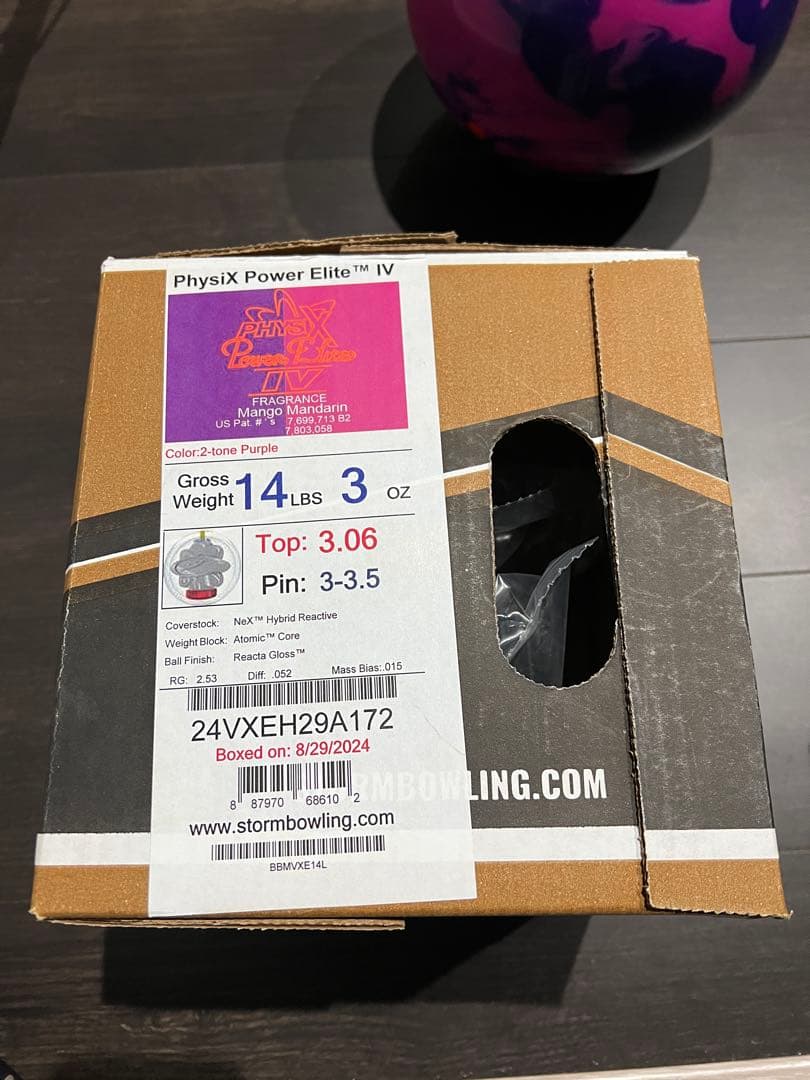 PhysiX Power Elite™ IV
PHYSIX
Power Elite
IV
FRAGRANCE
Mango Mandarin
US Pat. #'s 7,699,713 B2
7,803,058
Color:2-tone Purple
Gross Weight 14 LBS 3 OZ
Top: 3.06
Pin: 3-3.5
Coverstock: NeX™ Hybrid Reactive
Weight Block: Atomic™ Core
Ball Finish: Reacta Gloss™
RG: 2.53 Diff: .052 Mass Bias:.015
24VXEH29A172
Boxed on: 8/29/2024
8 87970 68610 2
RMBOWLING.COM
www.stormbowling.com
BBMVXE14L